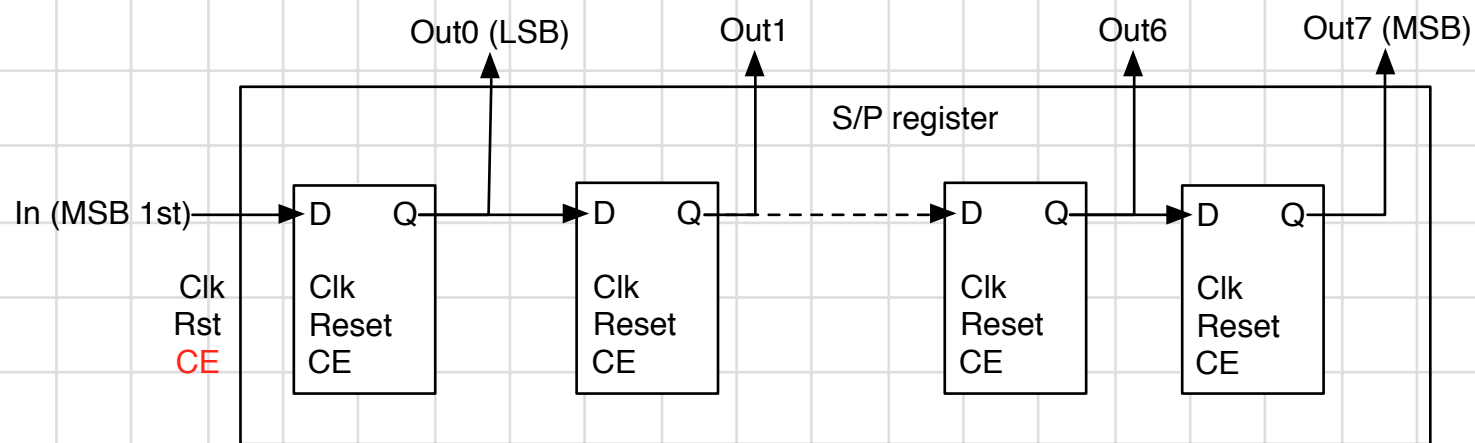 Out0 (LSB)
Out1
Out6
Out7 (MSB)
S/P register
In (MSB 1st)
D Q
D Q
D Q
D Q
Clk
Rst
CE
Clk
Reset
CE
Clk
Reset
CE
Clk
Reset
CE
Clk
Reset
CE